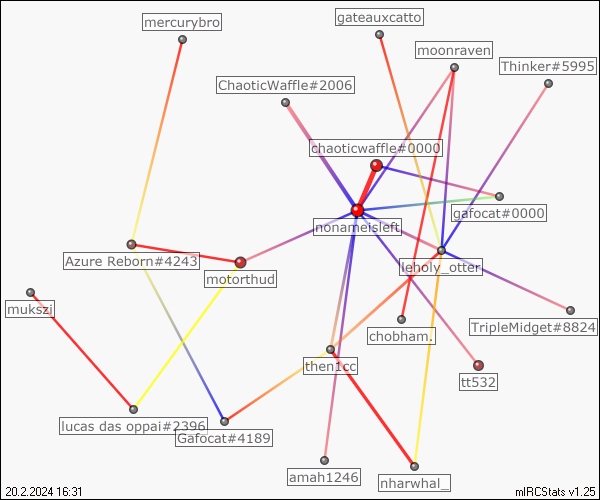 mercurybro
gateauxcatto
moonraven
Thinker#5995
ChaoticWaffle#2006
chaoticwaffle#0000
gafocat#0000
nonameisleft
Azure Reborn#4243
leholy_otter
motorthud
mukszi
TripleMidget#8824
chobham.
then1cc
tt532
lucas das oppai#2396
Gafocat#4189
amah1246
nharwhal_
20.2.2024 16:31
mIRCStats v1.25